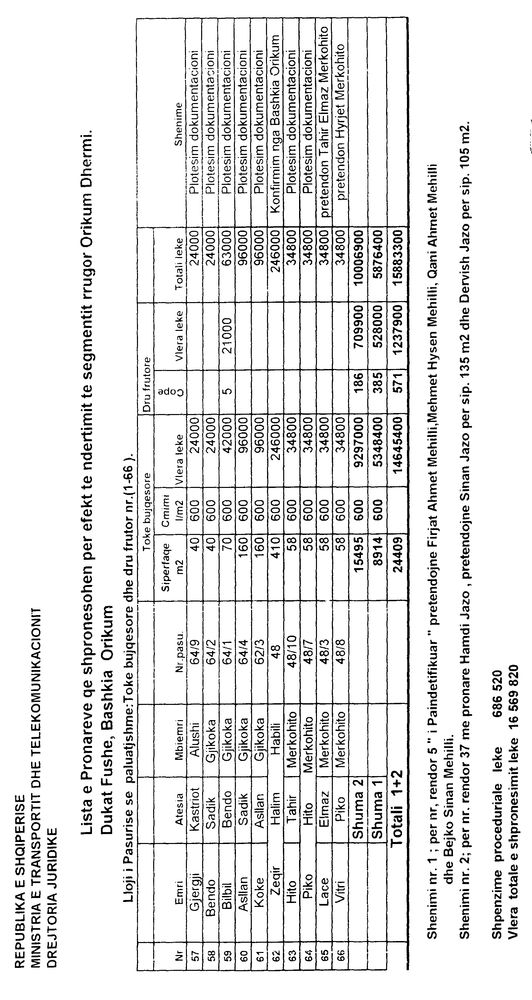 REPUBLIKA E SHQIPERISE
MINISTRIA E TRANSPORTIT DHE TELEKOMUNIKACIONIT
DREJTORIA JURIDIKE
Lista e Pronareve qe shpronesohen per efekt te ndertimit te segmentit rrugor Orikum Dhermi.
Dukat Fushe, Bashkia Orikum
Lloji i Pasurise se paluatjshme:Toke bujqesore dhe dru frutor nr.(1-66 ).
Toke bujqesore Dru frutore
Nr Emri Atesia Mbiemri Nr.pasu. Siperfaqe m2 Cmimi l/m2 Vlera leke Cope Vlera leke Totali leke Shenime
57 Gjergji Kastriot Alushi 64/9 40 600 24000 24000 Plotesim dokumentacioni
58 Bendo Sadik Gjikoka 64/2 40 600 24000 24000 Plotesim dokumentacioni
59 Bilbil Bendo Gjikoka 64/1 70 600 42000 5 21000 63000 Plotesim dokumentacioni
60 Asllan Sadik Gjikoka 64/4 160 600 96000 96000 Plotesim dokumentacioni
61 Koke Asllan Gjikoka 62/3 160 600 96000 96000 Plotesim dokumentacioni
62 Zeqir Halim Habili 48 410 600 246000 246000 Konfirmim nga Bashkia Orikum
63 Hito Tahir Merkohito 48/10 58 600 34800 34800 Plotesim dokumentacioni
64 Piko Hito Merkohito 48/7 58 600 34800 34800 Plotesim dokumentacioni
65 Lace Elmaz Merkohito 48/3 58 600 34800 34800 pretendon Tahir Elmaz Merkohito
66 Vitri Piko Merkohito 48/8 58 600 34800 34800 pretendon Hyrjet Merkohito
Shuma 2 15495 600 9297000 186 709900 10006900
Shuma 1 8914 600 5348400 385 528000 5876400
Totali 1+2 24409 14645400 571 1237900 15883300
Shenimi nr. 1 ; per nr, rendor 5 " i Paindetifikuar " pretendojne Firjat Ahmet Mehilli,Mehmet Hysen Mehilli, Qani Ahmet Mehilli
dhe Bejko Sinan Mehilli.
Shenimi nr. 2; per nr. rendor 37 me pronare Hamdi Jazo , pretendojne Sinan Jazo per sip. 135 m2 dhe Dervish Jazo per sip. 105 m2.
Shpenzime proceduriale leke 686 520
Vlera totale e shpronesimit leke 16 569 820